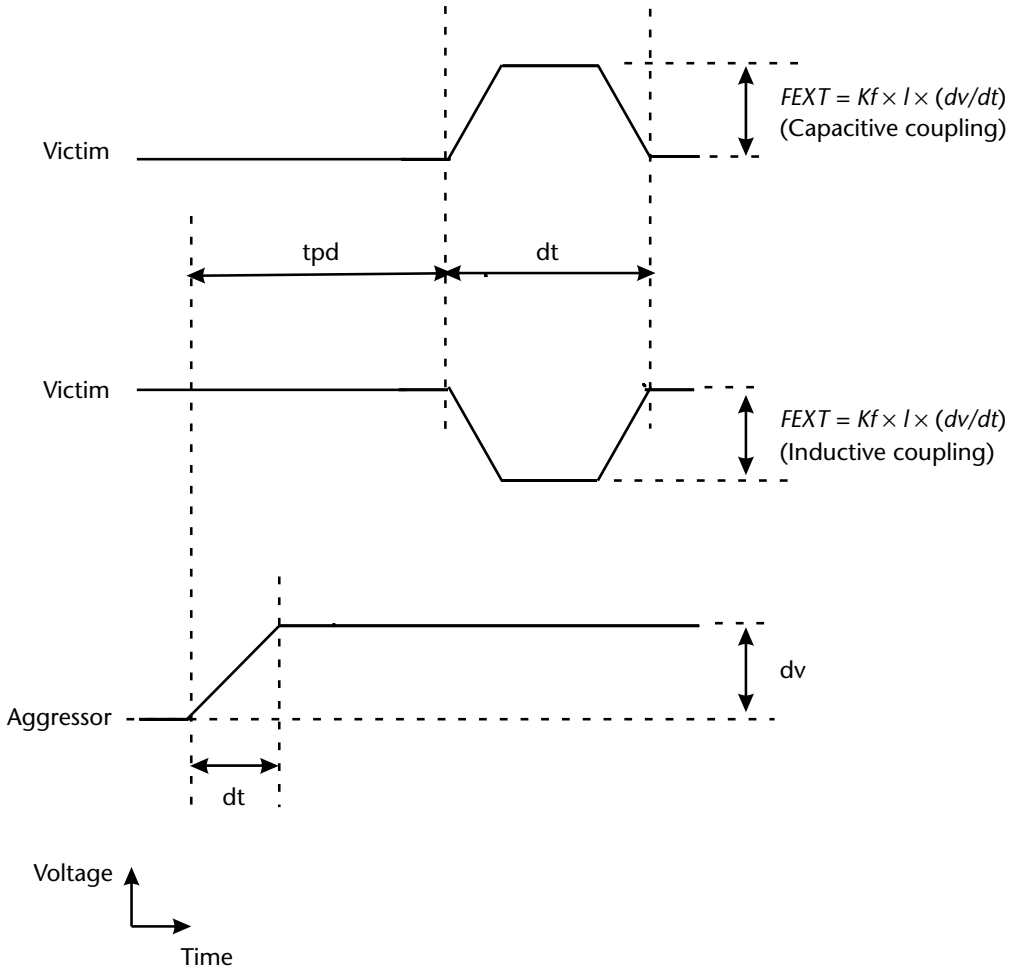 FEXT = Kf × l × (dv/dt)
(Capacitive coupling)
Victim
tpd
dt
Victim
FEXT = Kf × l × (dv/dt)
(Inductive coupling)
dv
Aggressor
dt
Voltage
Time